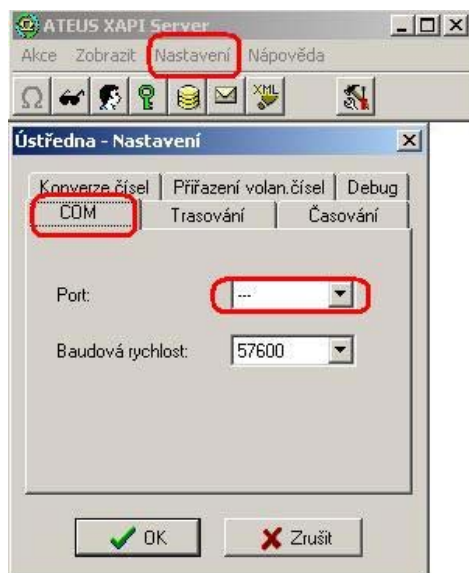 ATEUS XAPI Server
Akce Zobrazit Nastavení Nápověda
XML
Ústředna - Nastavení
Konverze čísel Přiřazení volan.čísel Debug
COM Trasování Časování
Port: ---
Baudová rychlost: 57600
OK Zrušit